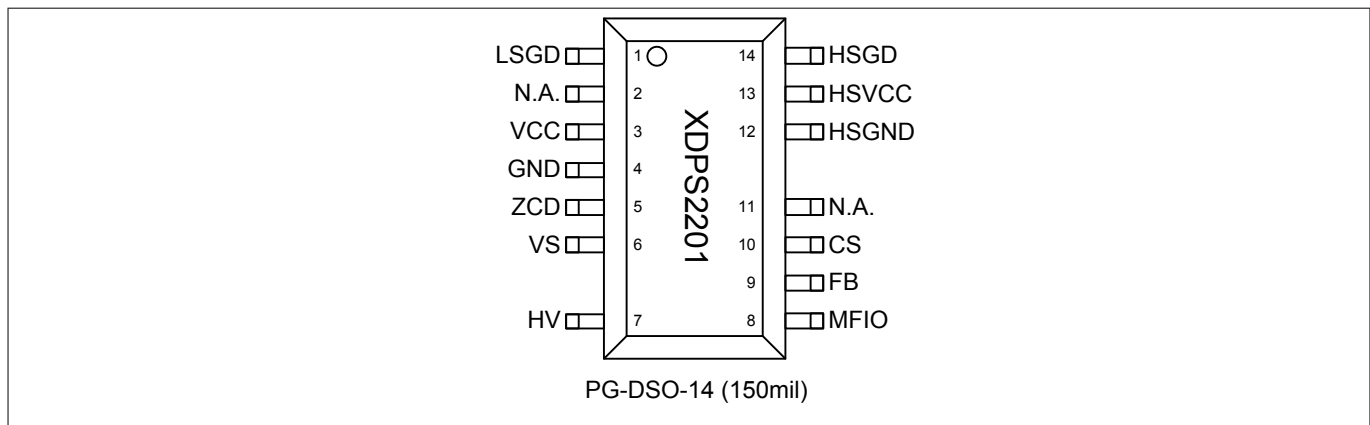 LSGD 1 14 HSGD
N.A. 2 13 HSVCC
VCC 3 12 HSGND
GND 4
ZCD 5 11 N.A.
VS 6 10 CS
9 FB
HV 7 8 MFIO
XDPS2201
PG-DSO-14 (150mil)